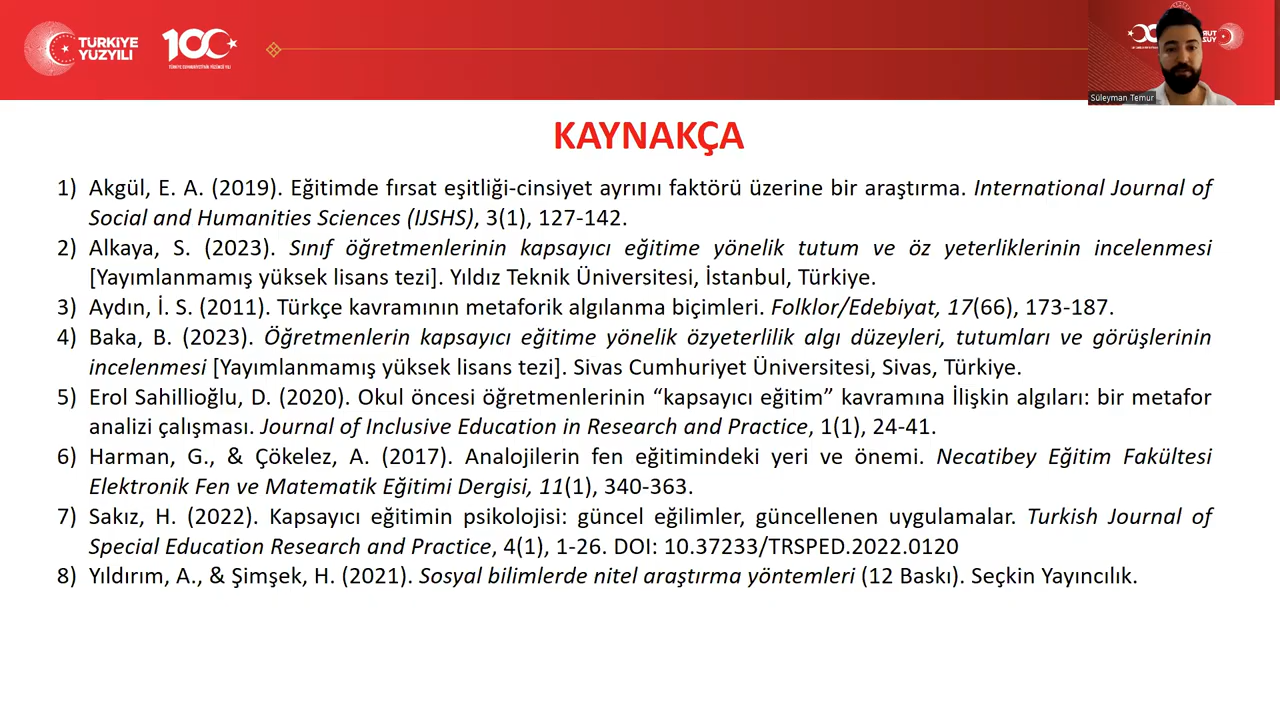 TÜRKİYE
YÜZYILI
100
TÜRKİYE CUMHURİYETİ'NİN YÜZÜNCÜ YILI
Süleyman Temur
KAYNAKÇA
1) Akgül, E. A. (2019). Eğitimde fırsat eşitliği-cinsiyet ayrımı faktörü üzerine bir araştırma. International Journal of
Social and Humanities Sciences (IJSHS), 3(1), 127-142.
2) Alkaya, S. (2023). Sınıf öğretmenlerinin kapsayıcı eğitime yönelik tutum ve öz yeterliklerinin incelenmesi
[Yayımlanmamış yüksek lisans tezi]. Yıldız Teknik Üniversitesi, İstanbul, Türkiye.
3) Aydın, İ. S. (2011). Türkçe kavramının metaforik algılanma biçimleri. Folklor/Edebiyat, 17(66), 173-187.
4) Baka, B. (2023). Öğretmenlerin kapsayıcı eğitime yönelik özyeterlilik algı düzeyleri, tutumları ve görüşlerinin
incelenmesi [Yayımlanmamış yüksek lisans tezi]. Sivas Cumhuriyet Üniversitesi, Sivas, Türkiye.
5) Erol Sahillioğlu, D. (2020). Okul öncesi öğretmenlerinin “kapsayıcı eğitim” kavramına İlişkin algıları: bir metafor
analizi çalışması. Journal of Inclusive Education in Research and Practice, 1(1), 24-41.
6) Harman, G., & Çökelez, A. (2017). Analojilerin fen eğitimindeki yeri ve önemi. Necatibey Eğitim Fakültesi
Elektronik Fen ve Matematik Eğitimi Dergisi, 11(1), 340-363.
7) Sakız, H. (2022). Kapsayıcı eğitimin psikolojisi: güncel eğilimler, güncellenen uygulamalar. Turkish Journal of
Special Education Research and Practice, 4(1), 1-26. DOI: 10.37233/TRSPED.2022.0120
8) Yıldırım, A., & Şimşek, H. (2021). Sosyal bilimlerde nitel araştırma yöntemleri (12 Baskı). Seçkin Yayıncılık.